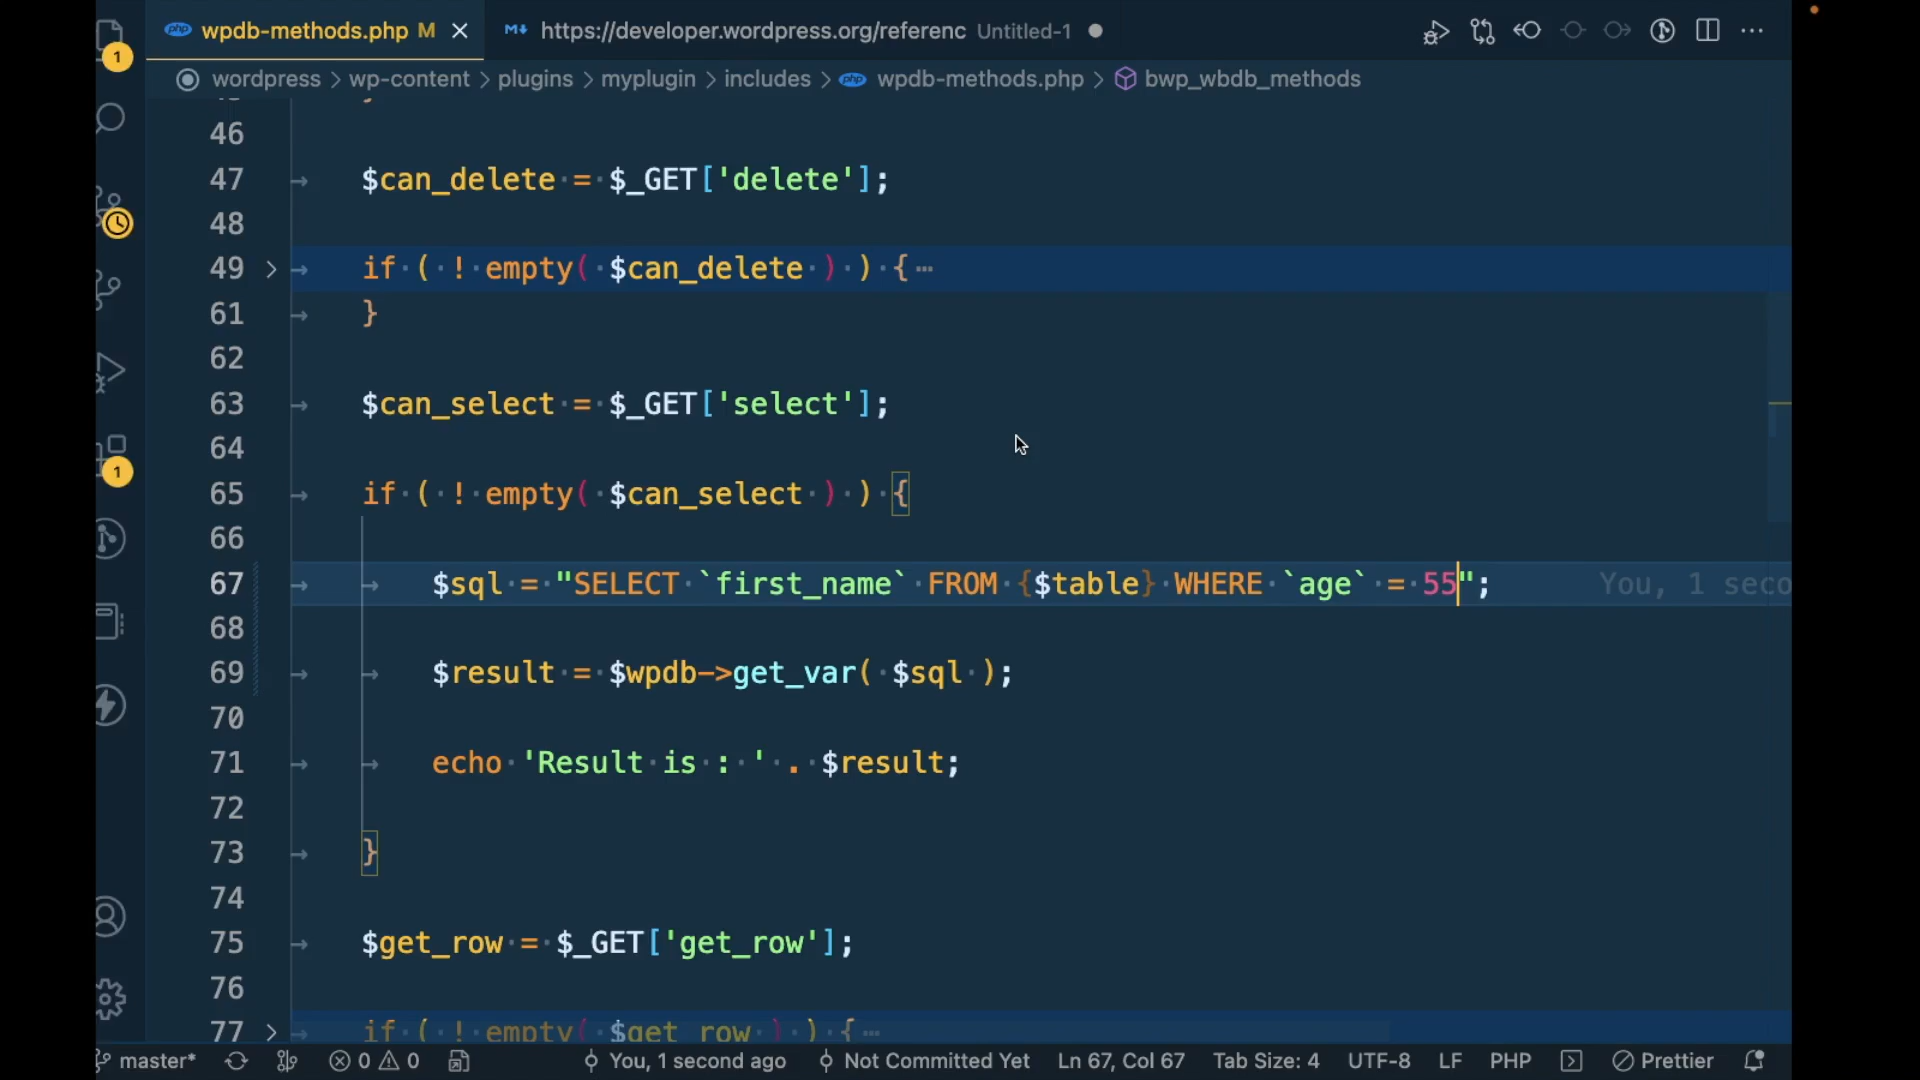 wpdb-methods.php M
https://developer.wordpress.org/referenc Untitled-1
wordpress > wp-content > plugins > myplugin > includes > wpdb-methods.php > bwp_wbdb_methods
46
47 $can_delete = $_GET['delete'];
48
49 if ( ! empty( $can_delete ) ) {…
61 }
62
63 $can_select = $_GET['select'];
64
65 if ( ! empty( $can_select ) ) {
66
67 $sql = "SELECT `first_name` FROM {$table} WHERE `age` = 55"; You, 1 seco
68
69 $result = $wpdb->get_var( $sql );
70
71 echo 'Result is : ' . $result;
72
73 }
74
75 $get_row = $_GET['get_row'];
76
77 if ( ! empty( $get_row ) ) {…
1
1
master* 0 0 You, 1 second ago Not Committed Yet Ln 67, Col 67 Tab Size: 4 UTF-8 LF PHP Prettier